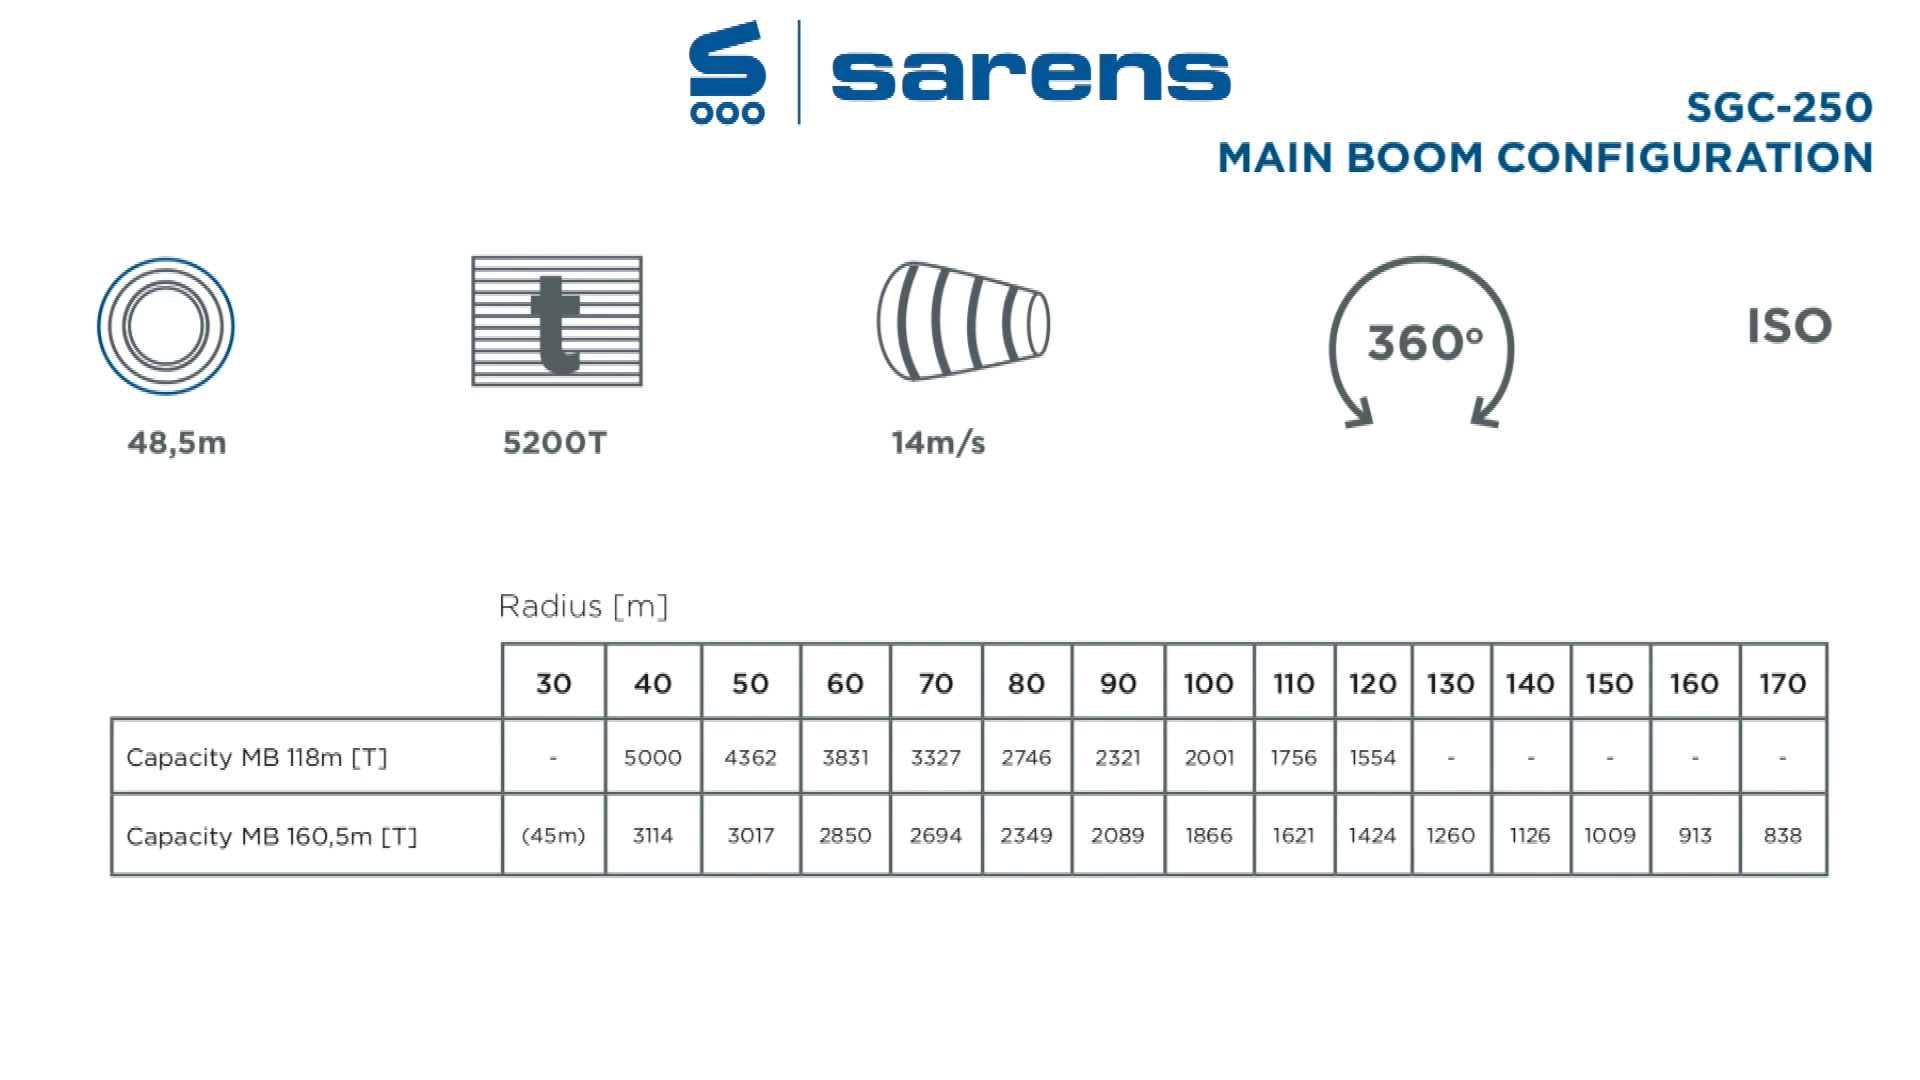 sarens
SGC-250
MAIN BOOM CONFIGURATION
t
360°
ISO
48,5m
5200T
14m/s
Radius [m]
30 40 50 60 70 80 90 100 110 120 130 140 150 160 170
Capacity MB 118m [T] - 5000 4362 3831 3327 2746 2321 2001 1756 1554 - - - - -
Capacity MB 160,5m [T] (45m) 3114 3017 2850 2694 2349 2089 1866 1621 1424 1260 1126 1009 913 838